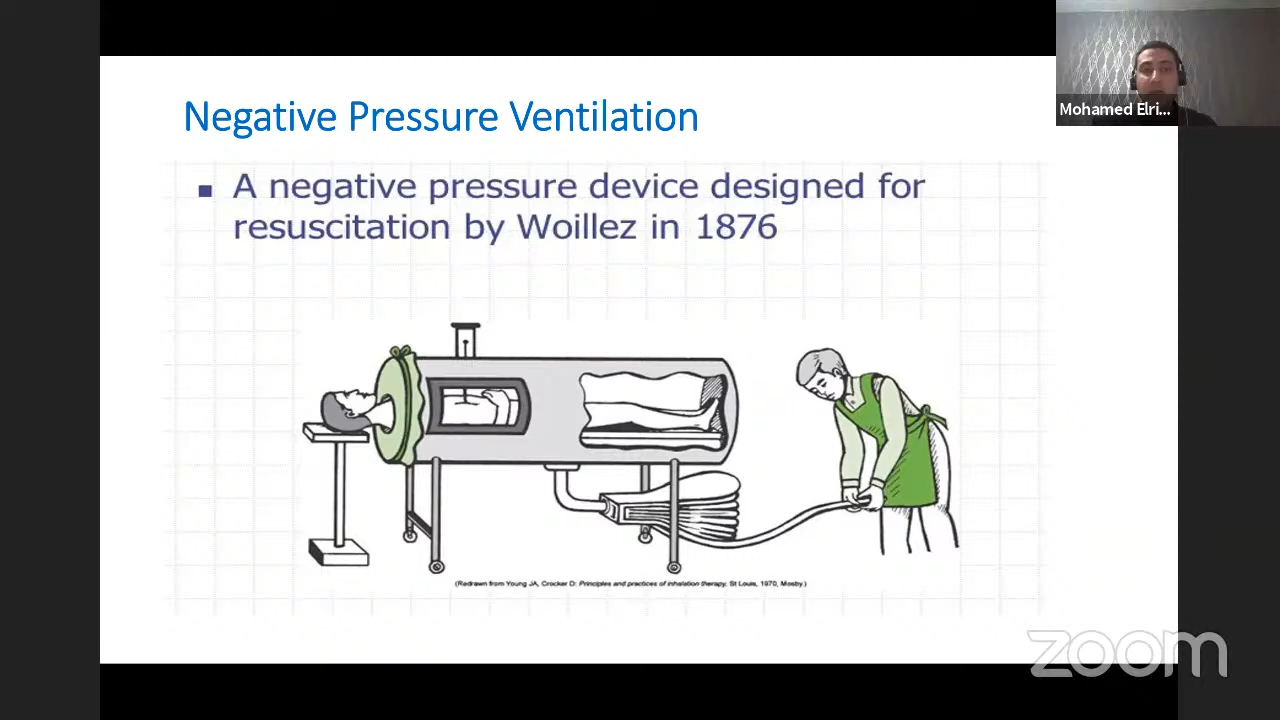 Negative Pressure Ventilation
Mohamed Elri...
▪ A negative pressure device designed for
resuscitation by Woillez in 1876
(Redrawn from Young JA, Crocker D: Principles and practices of inhalation therapy. St Louis, 1970, Mosby.)
zoom